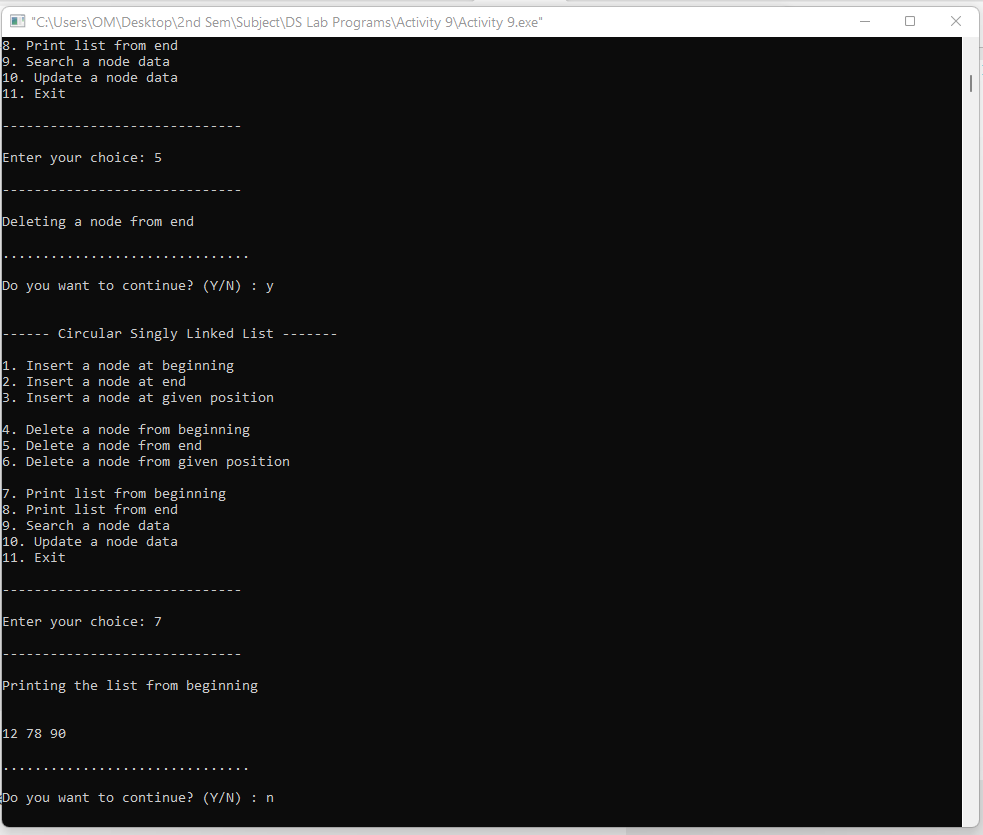 "C:\Users\OM\Desktop\2nd Sem\Subject\DS Lab Programs\Activity 9\Activity 9.exe"
8. Print list from end
9. Search a node data
10. Update a node data
11. Exit
------------------------------
Enter your choice: 5
------------------------------
Deleting a node from end
...............................
Do you want to continue? (Y/N) : y
------ Circular Singly Linked List -------
1. Insert a node at beginning
2. Insert a node at end
3. Insert a node at given position
4. Delete a node from beginning
5. Delete a node from end
6. Delete a node from given position
7. Print list from beginning
8. Print list from end
9. Search a node data
10. Update a node data
11. Exit
------------------------------
Enter your choice: 7
------------------------------
Printing the list from beginning
12 78 90
...............................
Do you want to continue? (Y/N) : n